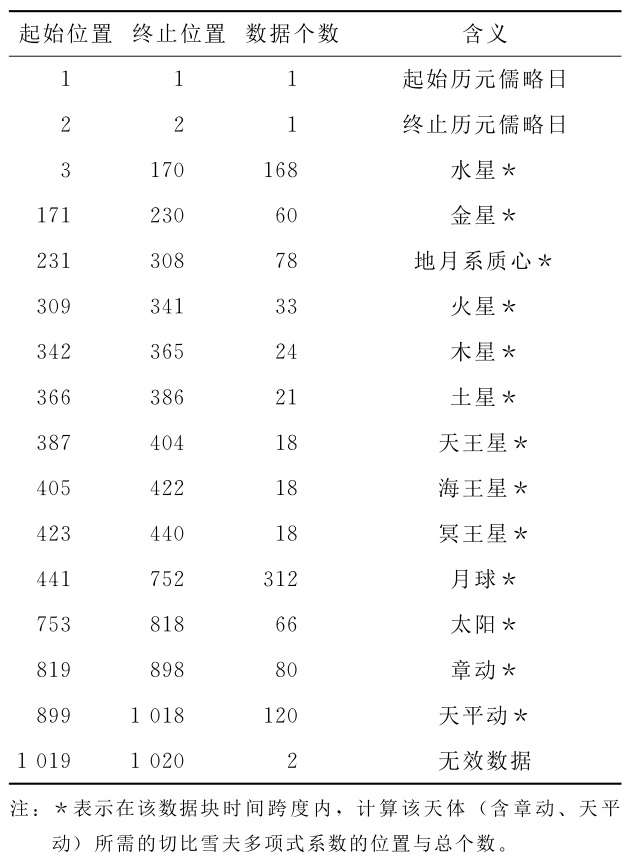 起始位置 终止位置 数据个数 含义
1 1 1 起始历元儒略日
2 2 1 终止历元儒略日
3 170 168 水星*
171 230 60 金星*
231 308 78 地月系质心*
309 341 33 火星*
342 365 24 木星*
366 386 21 土星*
387 404 18 天王星*
405 422 18 海王星*
423 440 18 冥王星*
441 752 312 月球*
753 818 66 太阳*
819 898 80 章动*
899 1 018 120 天平动*
1 019 1 020 2 无效数据
注：*表示在该数据块时间跨度内，计算该天体（含章动、天平
动）所需的切比雪夫多项式系数的位置与总个数。